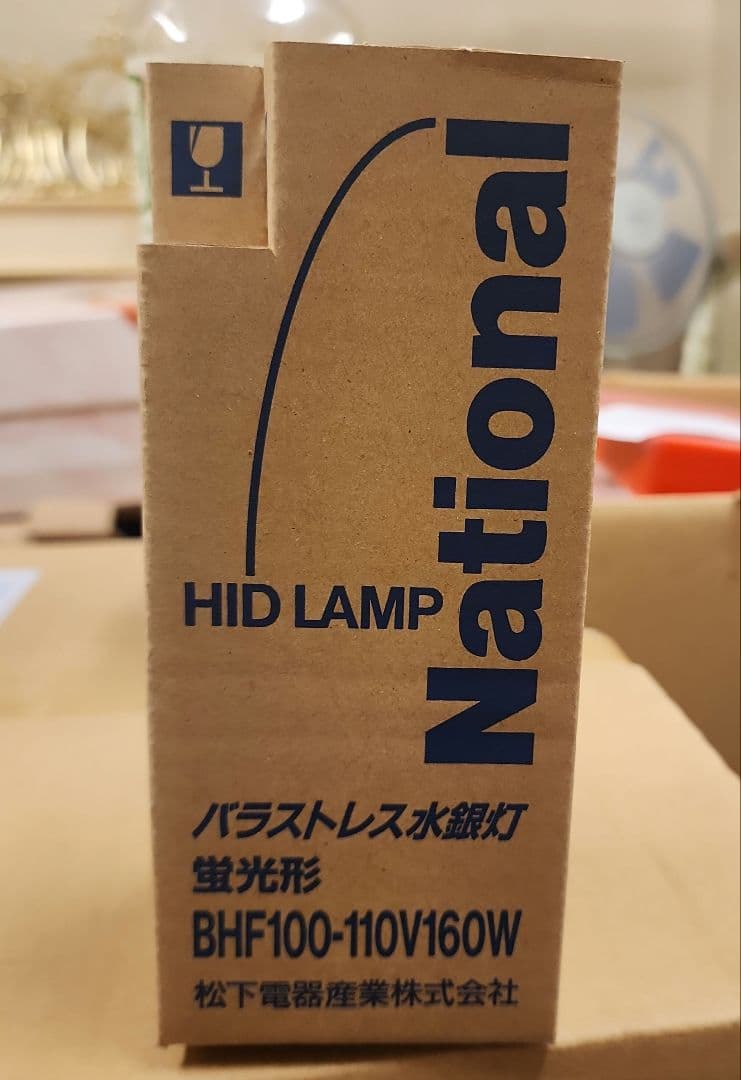 National
HID LAMP
バラストレス水銀灯
蛍光形
BHF100-110V160W
松下電器産業株式会社